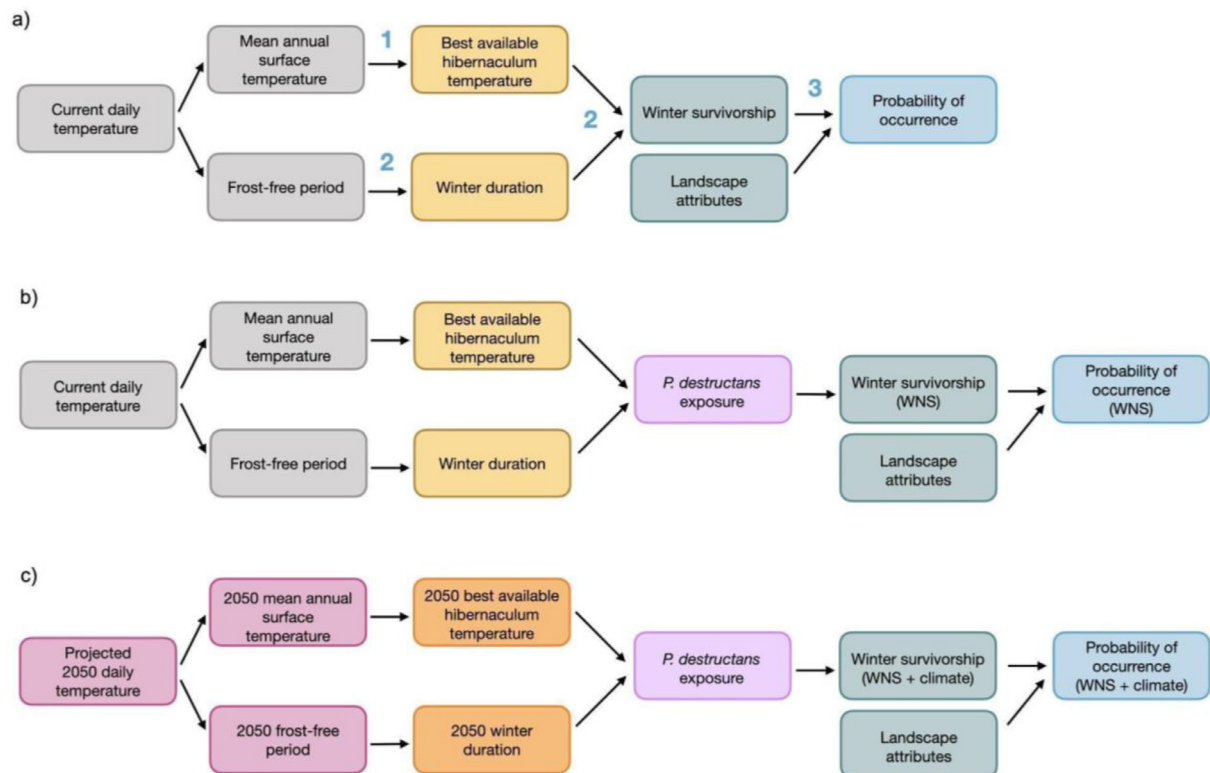 a)
1
Mean annual
surface
temperature
Best available
hibernaculum
temperature
3
Current daily
temperature
2
Winter survivorship
Probability of
occurrence
2
Frost-free period
Winter duration
Landscape
attributes
b)
Mean annual
surface
temperature
Best available
hibernaculum
temperature
Current daily
temperature
P. destructans
exposure
Winter survivorship
(WNS)
Probability of
occurrence
(WNS)
Frost-free period
Winter duration
Landscape
attributes
c)
2050 mean annual
surface
temperature
2050 best available
hibernaculum
temperature
Projected
2050 daily
temperature
P. destructans
exposure
Winter survivorship
(WNS + climate)
Probability of
occurrence
(WNS + climate)
2050 frost-free
period
2050 winter
duration
Landscape
attributes